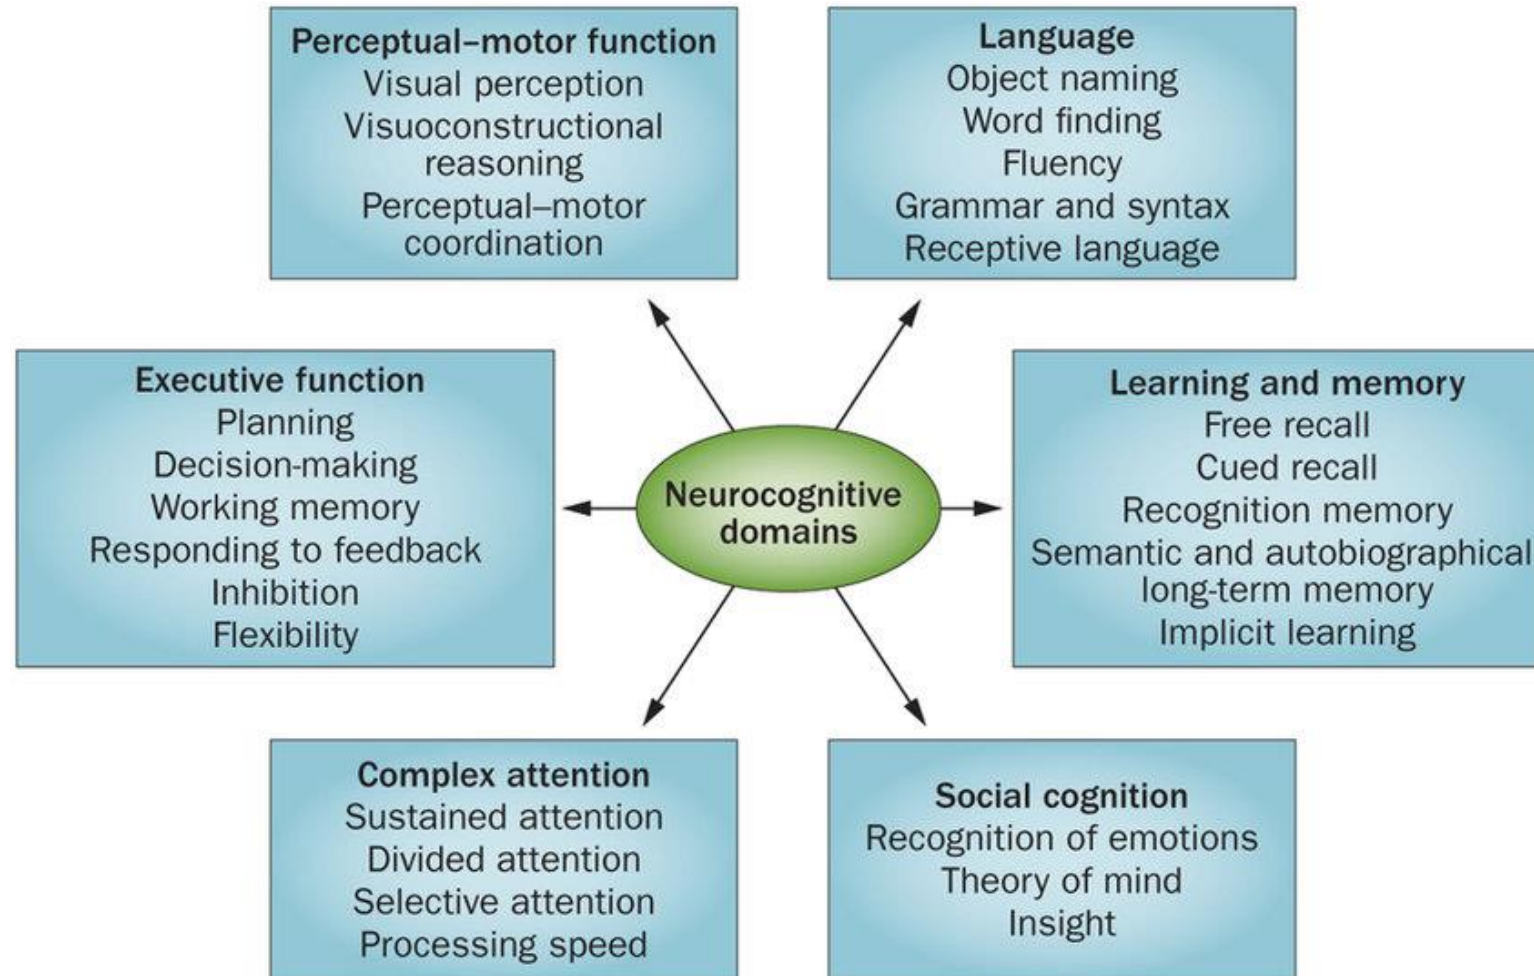 Perceptual–motor function
Visual perception
Visuoconstructional
reasoning
Perceptual–motor
coordination
Language
Object naming
Word finding
Fluency
Grammar and syntax
Receptive language
Executive function
Planning
Decision-making
Working memory
Responding to feedback
Inhibition
Flexibility
Neurocognitive
domains
Learning and memory
Free recall
Cued recall
Recognition memory
Semantic and autobiographical
long-term memory
Implicit learning
Complex attention
Sustained attention
Divided attention
Selective attention
Processing speed
Social cognition
Recognition of emotions
Theory of mind
Insight